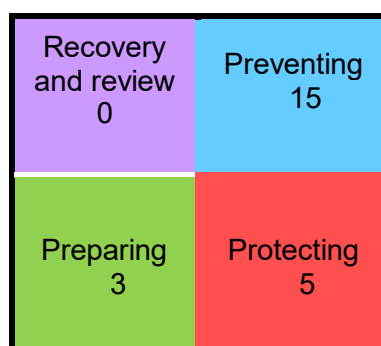 Recovery
and review
0
Preventing
15
Preparing
3
Protecting
5